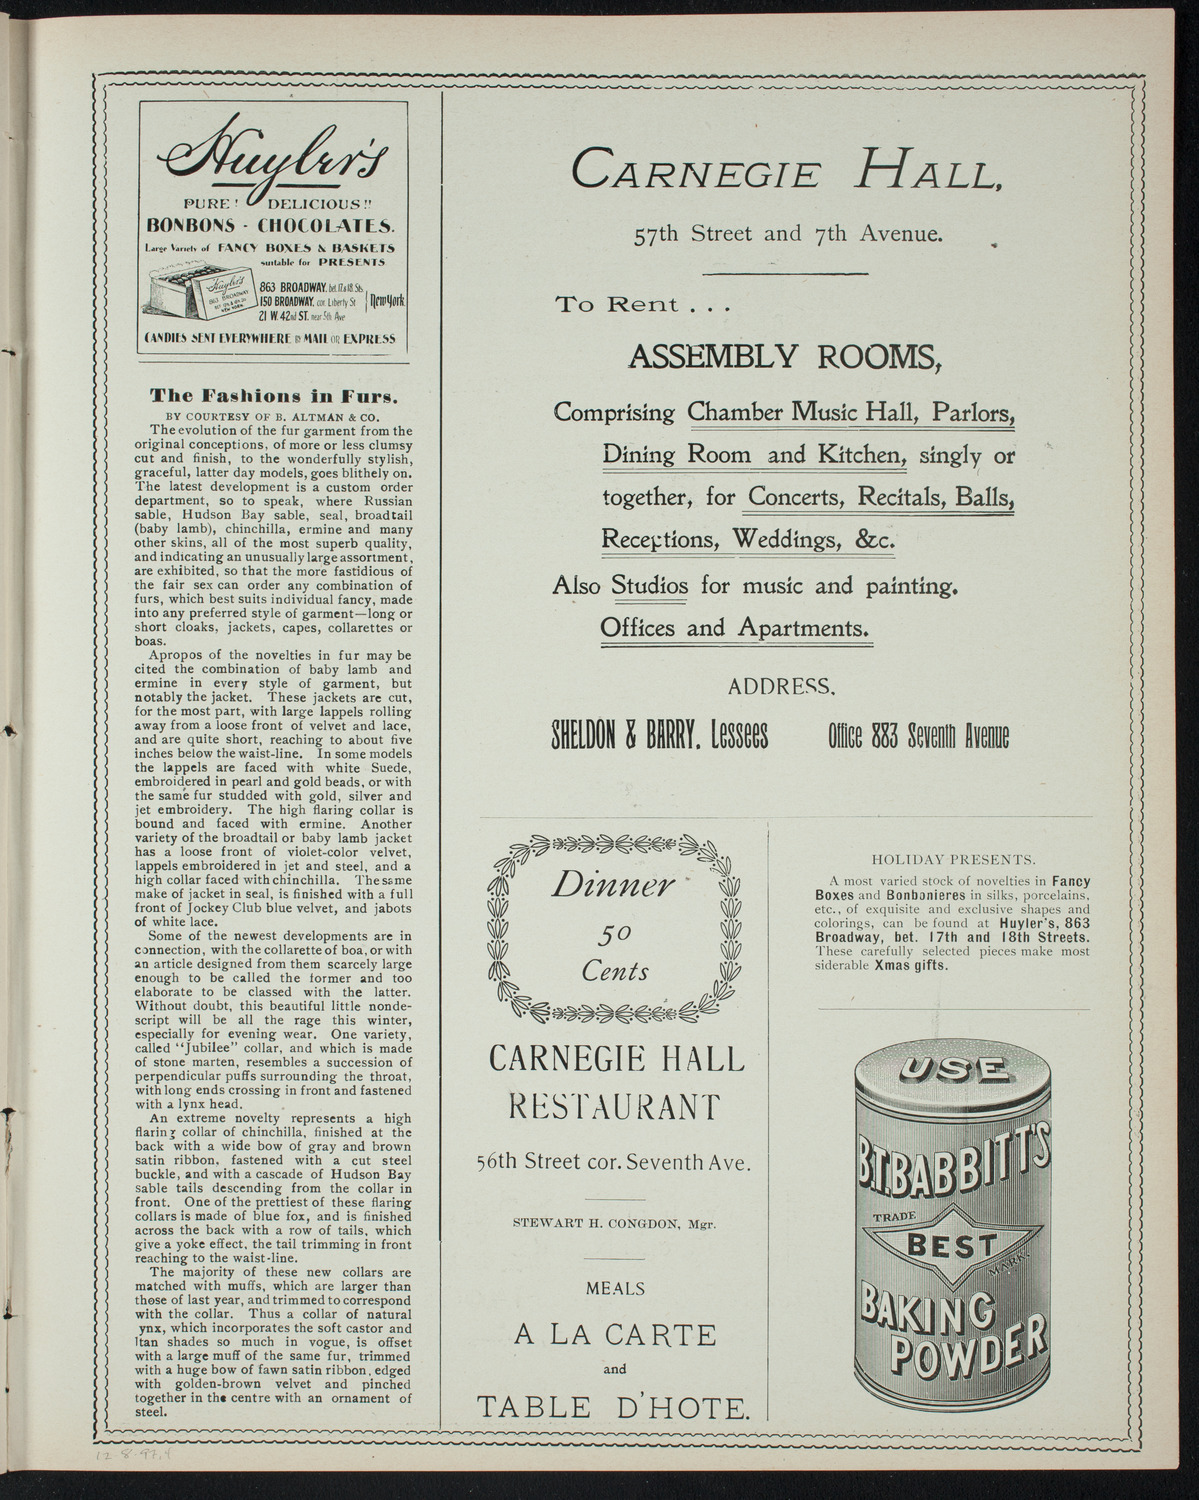 Huyler's
PURE! DELICIOUS!!
BONBONS - CHOCOLATES.
Large Variety of FANCY BOXES & BASKETS
suitable for PRESENTS
Huyler's
863 BROADWAY
NEW YORK
863 BROADWAY, bet. 17 & 18 Sts.
150 BROADWAY, cor. Liberty St
21 W. 42nd ST. near 5th Ave
New York
CANDIES SENT EVERYWHERE BY MAIL OR EXPRESS
The Fashions in Furs.
BY COURTESY OF B. ALTMAN & CO.
The evolution of the fur garment from the
original conceptions, of more or less clumsy
cut and finish, to the wonderfully stylish,
graceful, latter day models, goes blithely on.
The latest development is a custom order
department, so to speak, where Russian
sable, Hudson Bay sable, seal, broadtail
(baby lamb), chinchilla, ermine and many
other skins, all of the most superb quality,
and indicating an unusually large assortment,
are exhibited, so that the more fastidious of
the fair sex can order any combination of
furs, which best suits individual fancy, made
into any preferred style of garment—long or
short cloaks, jackets, capes, collarettes or
boas.
Apropos of the novelties in fur may be
cited the combination of baby lamb and
ermine in every style of garment, but
notably the jacket. These jackets are cut,
for the most part, with large lappels rolling
away from a loose front of velvet and lace,
and are quite short, reaching to about five
inches below the waist-line. In some models
the lappels are faced with white Suede,
embroidered in pearl and gold beads, or with
the same fur studded with gold, silver and
jet embroidery. The high flaring collar is
bound and faced with ermine. Another
variety of the broadtail or baby lamb jacket
has a loose front of violet-color velvet,
lappels embroidered in jet and steel, and a
high collar faced with chinchilla. The same
make of jacket in seal, is finished with a full
front of Jockey Club blue velvet, and jabots
of white lace.
Some of the newest developments are in
connection, with the collarette of boa, or with
an article designed from them scarcely large
enough to be called the former and too
elaborate to be classed with the latter.
Without doubt, this beautiful little nonde-
script will be all the rage this winter,
especially for evening wear. One variety,
called "Jubilee" collar, and which is made
of stone marten, resembles a succession of
perpendicular puffs surrounding the throat,
with long ends crossing in front and fastened
with a lynx head.
An extreme novelty represents a high
flaring collar of chinchilla, finished at the
back with a wide bow of gray and brown
satin ribbon, fastened with a cut steel
buckle, and with a cascade of Hudson Bay
sable tails descending from the collar in
front. One of the prettiest of these flaring
collars is made of blue fox, and is finished
across the back with a row of tails, which
give a yoke effect, the tail trimming in front
reaching to the waist-line.
The majority of these new collars are
matched with muffs, which are larger than
those of last year, and trimmed to correspond
with the collar. Thus a collar of natural
ynx, which incorporates the soft castor and
ltan shades so much in vogue, is offset
with a large muff of the same fur, trimmed
with a huge bow of fawn satin ribbon, edged
with golden-brown velvet and pinched
together in the centre with an ornament of
steel.
CARNEGIE HALL,
57th Street and 7th Avenue.
To Rent . . .
ASSEMBLY ROOMS,
Comprising Chamber Music Hall, Parlors,
Dining Room and Kitchen, singly or
together, for Concerts, Recitals, Balls,
Receptions, Weddings, &c.
Also Studios for music and painting.
Offices and Apartments.
ADDRESS.
SHELDON & BARRY. Lessees Office 883 Seventh Avenue
Dinner
50
Cents
CARNEGIE HALL
RESTAURANT
56th Street cor. Seventh Ave.
STEWART H. CONGDON, Mgr.
MEALS
A LA CARTE
and
TABLE D'HOTE.
HOLIDAY PRESENTS.
A most varied stock of novelties in Fancy
Boxes and Bonbonieres in silks, porcelains,
etc., of exquisite and exclusive shapes and
colorings, can be found at Huyler's, 863
Broadway, bet. 17th and 18th Streets.
These carefully selected pieces make most
siderable Xmas gifts.
USE
B.T. BABBITT'S
TRADE
BEST
MARK
BAKING
POWDER
12-8-97,4